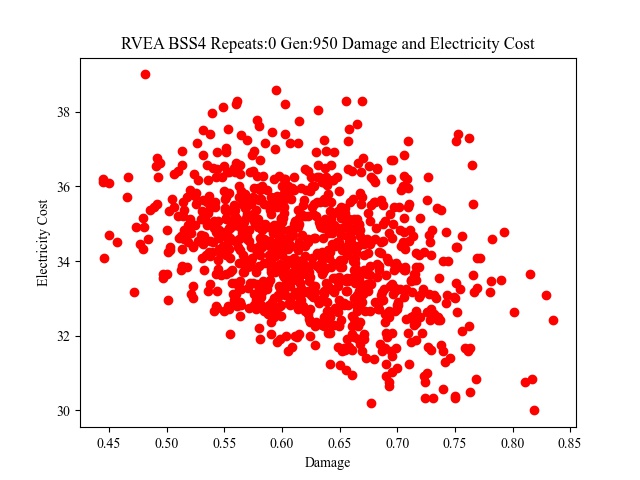 RVEA BSS4 Repeats:0 Gen:950 Damage and Electricity Cost
38
36
34
32
30
Electricity Cost
0.45 0.50 0.55 0.60 0.65 0.70 0.75 0.80 0.85
Damage